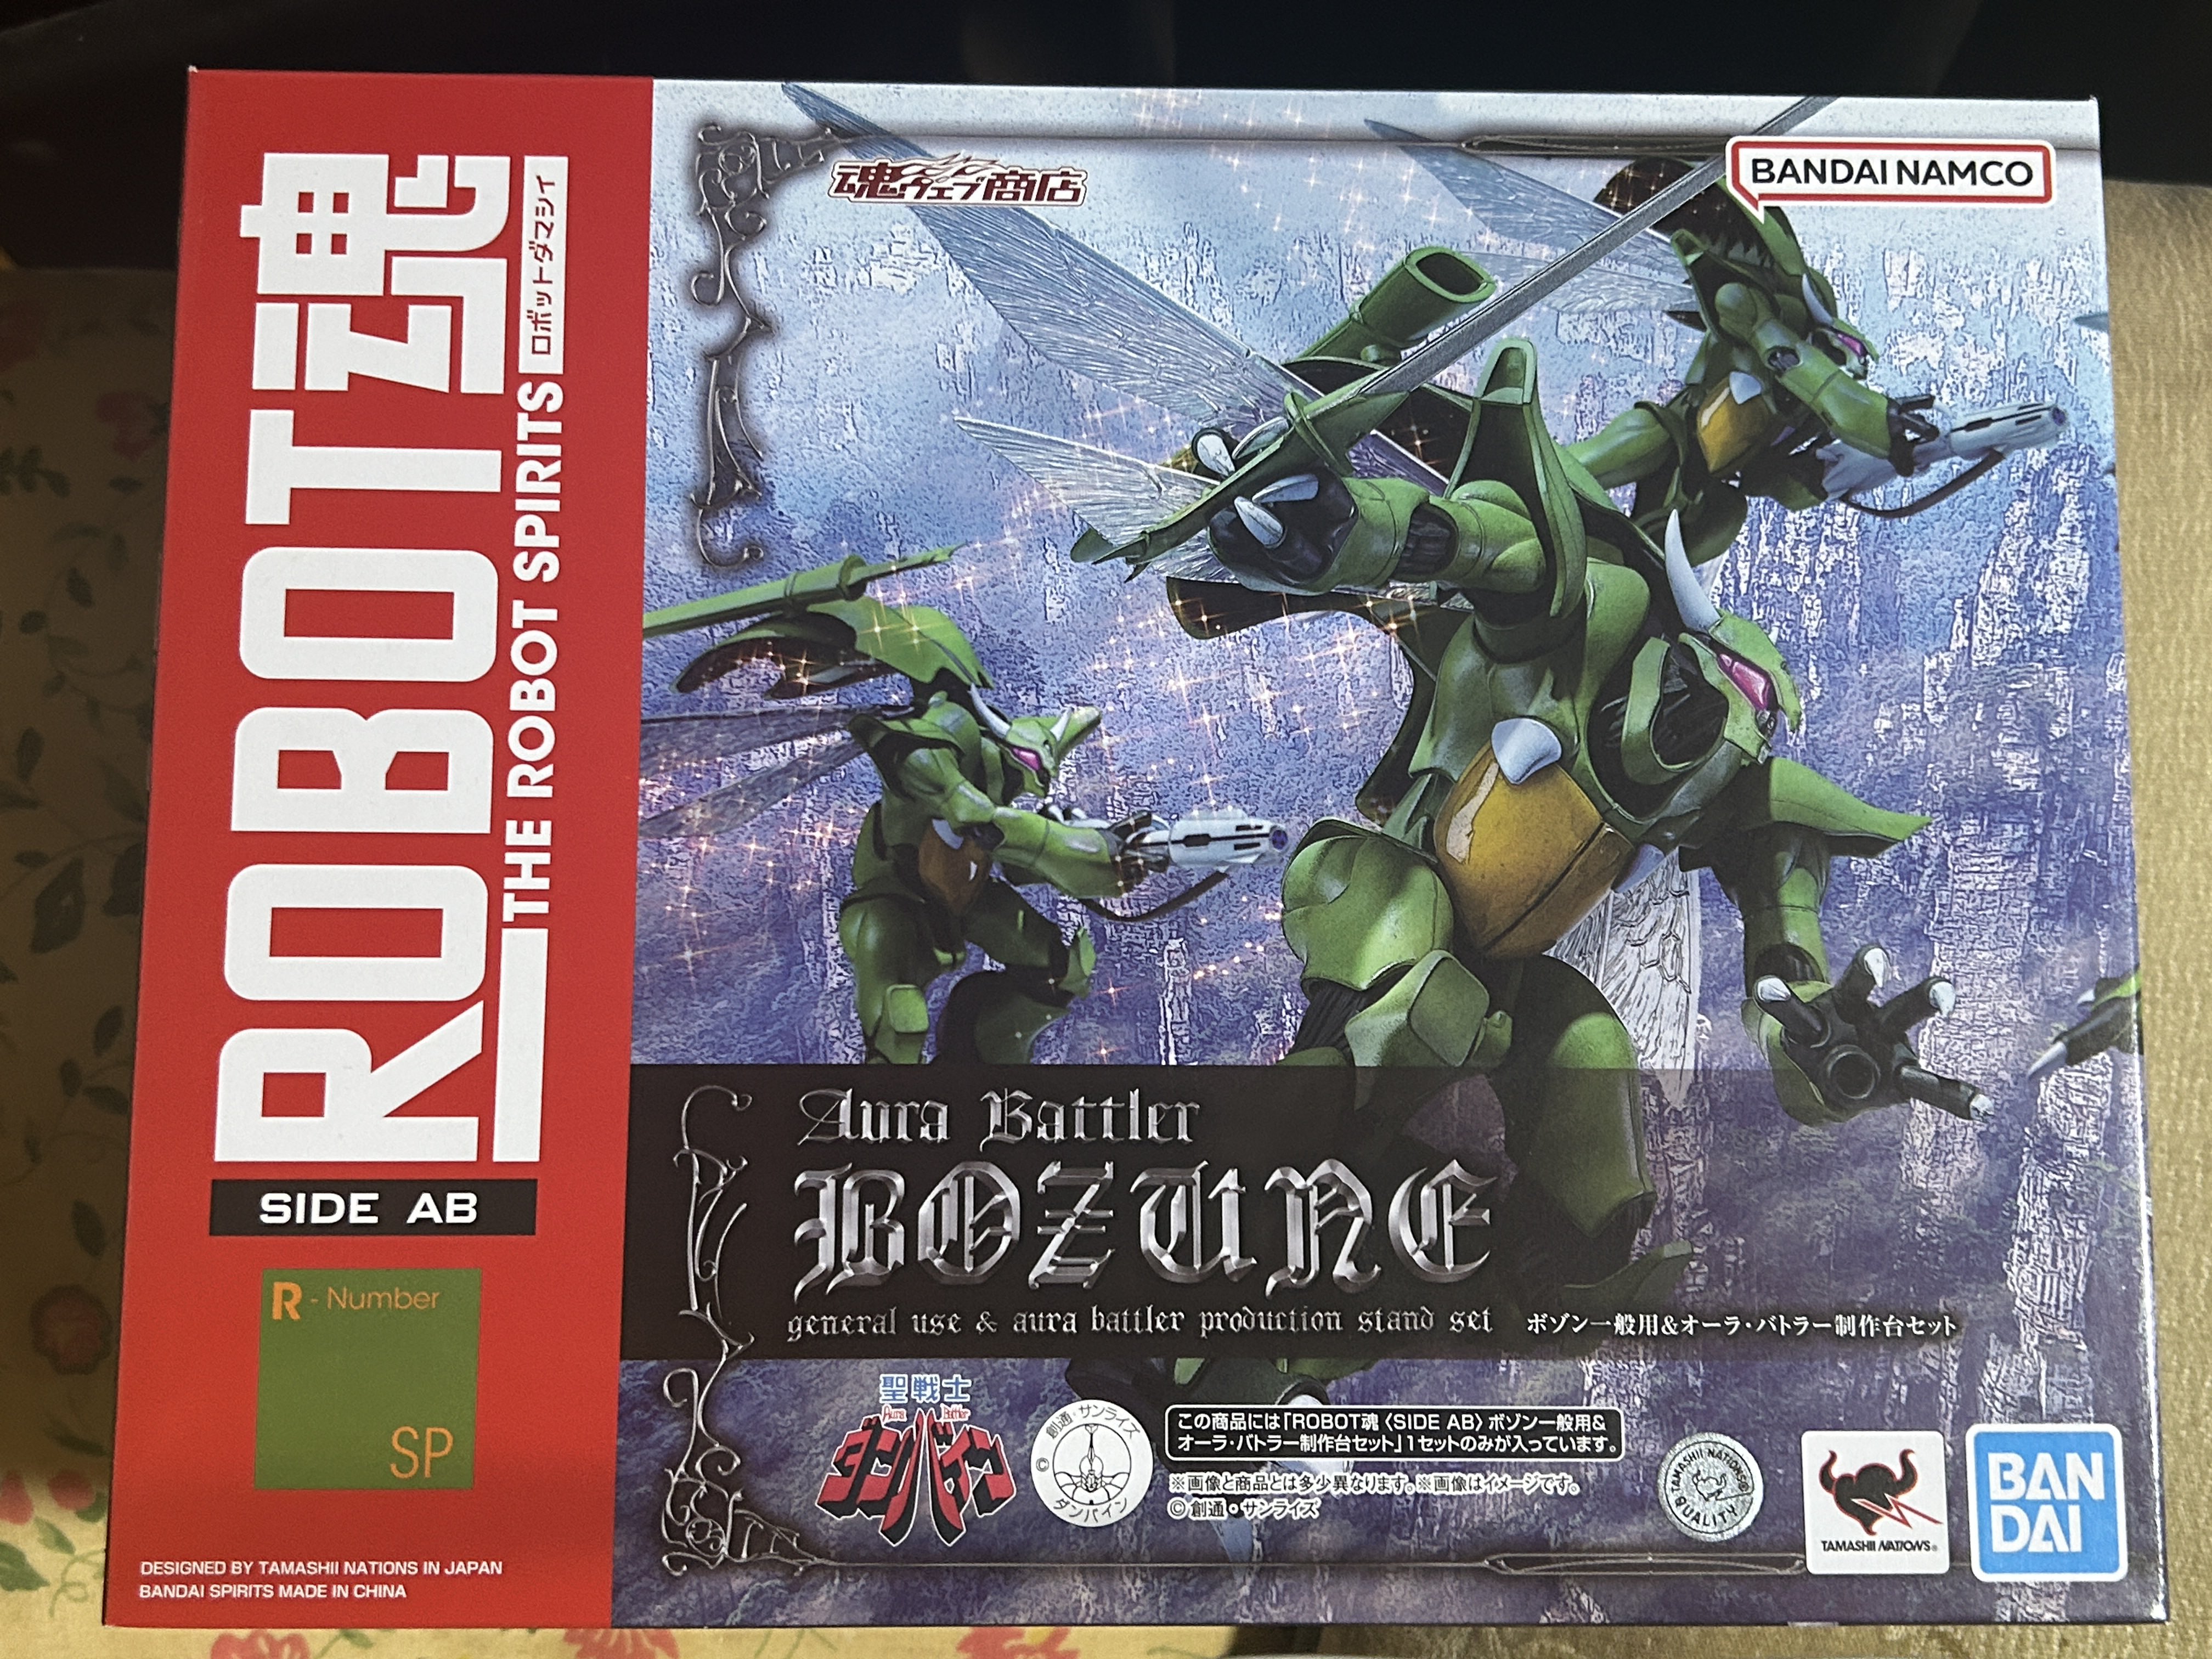 ROBOT魂
THE ROBOT SPIRITS
ロボットダマシイ
SIDE AB
R - Number
SP
DESIGNED BY TAMASHII NATIONS IN JAPAN
BANDAI SPIRITS MADE IN CHINA
魂ウェブ商店
BANDAI NAMCO
Aura Battler
BOZUNE
general use & aura battler production stand set
ボゾン一般用&オーラ・バトラー制作台セット
聖戦士
Aura Battler
ダンバイン
© 創通・サンライズ
ダンバイン
この商品には「ROBOT魂〈SIDE AB〉ボゾン一般用&
オーラ・バトラー制作台セット」1セットのみが入っています。
※画像と商品とは多少異なります。※画像はイメージです。
©創通・サンライズ
TAMASHII NATIONS®
QUALITY
TAMASHII NATIONS®
BAN
DAI